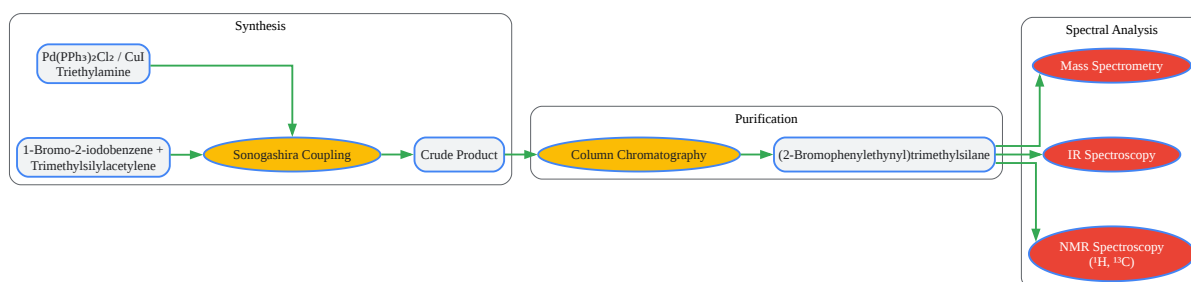 Synthesis
Pd(PPh₃)₂Cl₂ / CuI
Triethylamine
1-Bromo-2-iodobenzene +
Trimethylsilylacetylene
Sonogashira Coupling
Crude Product
Purification
Column Chromatography
(2-Bromophenylethynyl)trimethylsilane
Spectral Analysis
Mass Spectrometry
IR Spectroscopy
NMR Spectroscopy
(¹H, ¹³C)